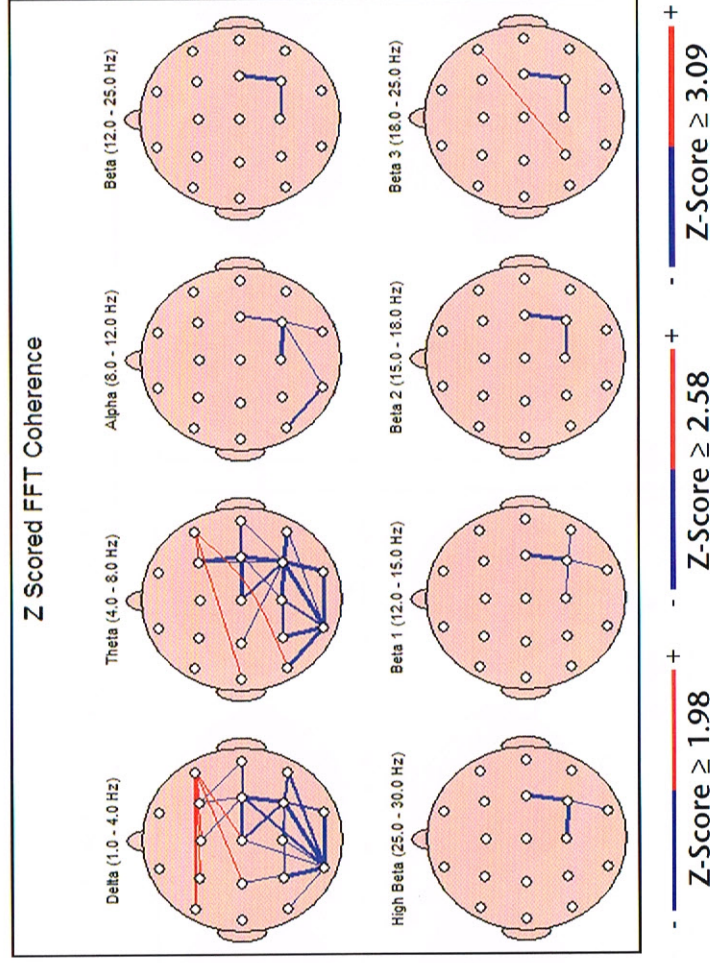 Z Scored FFT Coherence
Delta (1.0 - 4.0 Hz)
Theta (4.0 - 8.0 Hz)
Alpha (8.0 - 12.0 Hz)
Beta (12.0 - 25.0 Hz)
High Beta (25.0 - 30.0 Hz)
Beta 1 (12.0 - 15.0 Hz)
Beta 2 (15.0 - 18.0 Hz)
Beta 3 (18.0 - 25.0 Hz)
- +
Z-Score ≥ 1.98
- +
Z-Score ≥ 2.58
- +
Z-Score ≥ 3.09